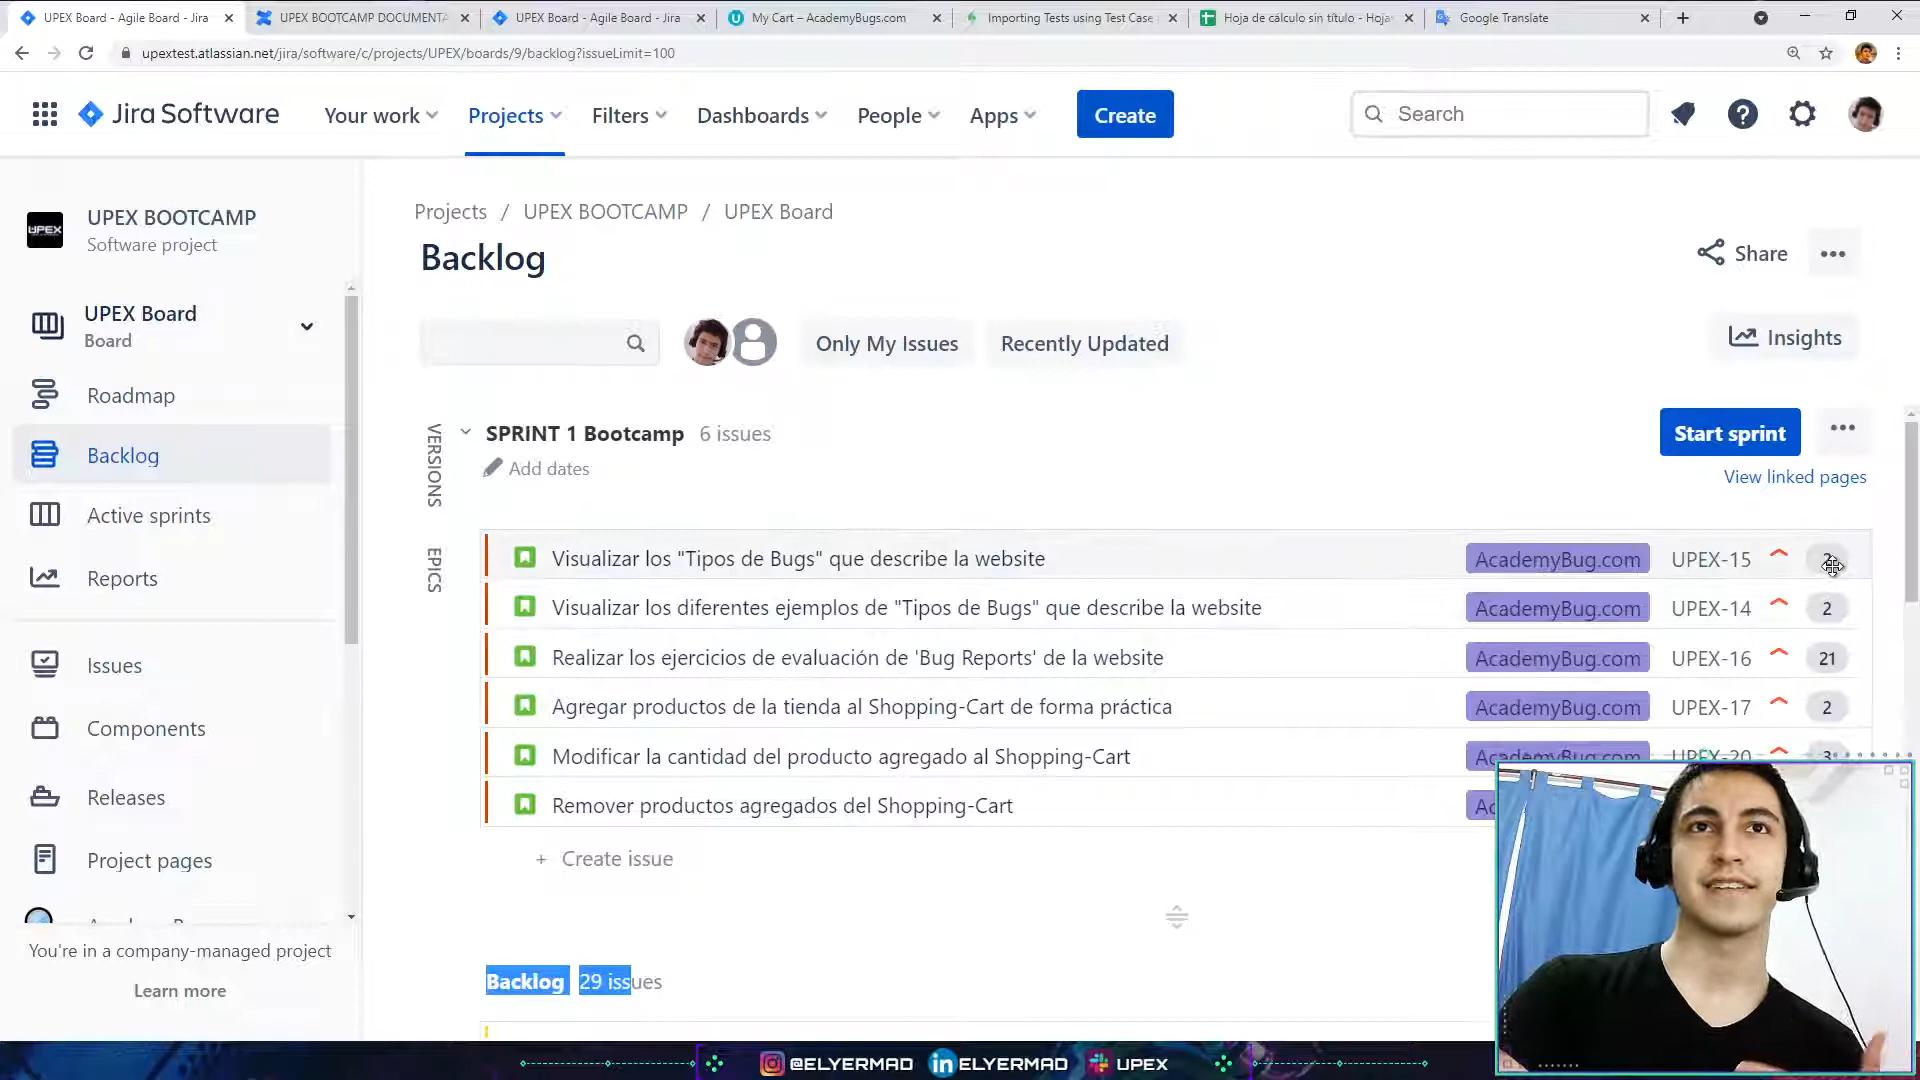 UPEX Board - Agile Board - Jira
UPEX BOOTCAMP DOCUMENTA
UPEX Board - Agile Board - Jira
My Cart – AcademyBugs.com
Importing Tests using Test Case
Hoja de cálculo sin título - Hoja
Google Translate
upextest.atlassian.net/jira/software/c/projects/UPEX/boards/9/backlog?issueLimit=100
Jira Software
Your work
Projects
Filters
Dashboards
People
Apps
Create
Search
UPEX
UPEX BOOTCAMP
Software project
UPEX Board
Board
Roadmap
Backlog
Active sprints
Reports
Issues
Components
Releases
Project pages
You're in a company-managed project
Learn more
Projects / UPEX BOOTCAMP / UPEX Board
Backlog
Share
Only My Issues
Recently Updated
Insights
VERSIONS
EPICS
SPRINT 1 Bootcamp 6 issues
Add dates
Start sprint
View linked pages
Visualizar los "Tipos de Bugs" que describe la website AcademyBug.com UPEX-15
Visualizar los diferentes ejemplos de "Tipos de Bugs" que describe la website AcademyBug.com UPEX-14 2
Realizar los ejercicios de evaluación de 'Bug Reports' de la website AcademyBug.com UPEX-16 21
Agregar productos de la tienda al Shopping-Cart de forma práctica AcademyBug.com UPEX-17 2
Modificar la cantidad del producto agregado al Shopping-Cart AcademyBug.com UPEX-20 3
Remover productos agregados del Shopping-Cart Ac
+ Create issue
Backlog 29 issues
@ELYERMAD
ELYERMAD
UPEX